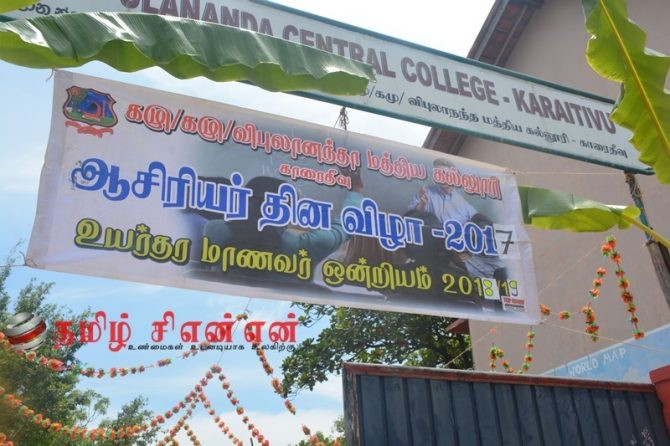 CENTRAL COLLEGE - KARAITIVU
கமு/ விபுலாநந்த மத்திய கல்லூரி - காரைதீவு
கமு/கமு/விபுலானந்தா மத்திய கல்லூரி
காரைதீவு
ஆசிரியர் தின விழா -2017
உயர்தர மாணவர் ஒன்றியம் 2018/19
தமிழ் சிஎன்என்
உண்மைகள் உடனடியாக உலகிற்கு
WORLD MAP